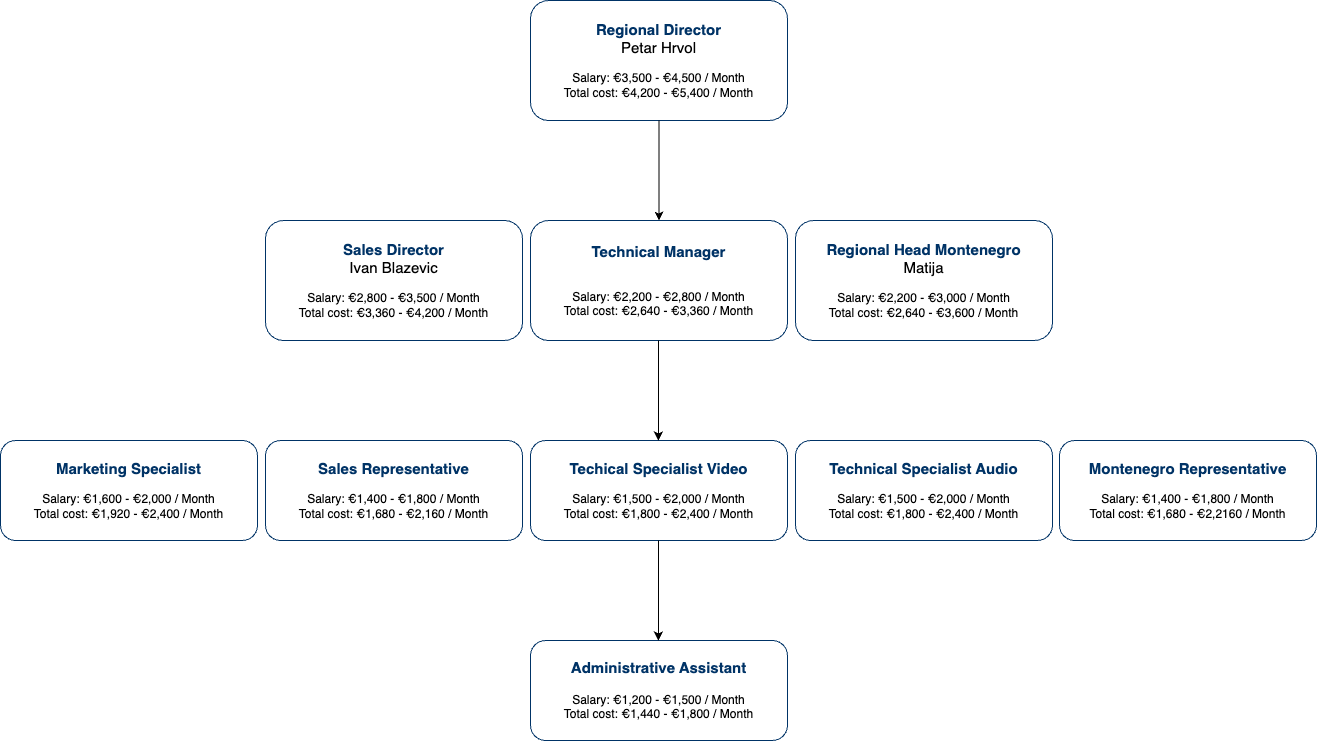 Regional Director
Petar Hrvol
Salary: €3,500 - €4,500 / Month
Total cost: €4,200 - €5,400 / Month
Sales Director
Ivan Blazevic
Salary: €2,800 - €3,500 / Month
Total cost: €3,360 - €4,200 / Month
Technical Manager
Salary: €2,200 - €2,800 / Month
Total cost: €2,640 - €3,360 / Month
Regional Head Montenegro
Matija
Salary: €2,200 - €3,000 / Month
Total cost: €2,640 - €3,600 / Month
Marketing Specialist
Salary: €1,600 - €2,000 / Month
Total cost: €1,920 - €2,400 / Month
Sales Representative
Salary: €1,400 - €1,800 / Month
Total cost: €1,680 - €2,160 / Month
Techical Specialist Video
Salary: €1,500 - €2,000 / Month
Total cost: €1,800 - €2,400 / Month
Technical Specialist Audio
Salary: €1,500 - €2,000 / Month
Total cost: €1,800 - €2,400 / Month
Montenegro Representative
Salary: €1,400 - €1,800 / Month
Total cost: €1,680 - €2,2160 / Month
Administrative Assistant
Salary: €1,200 - €1,500 / Month
Total cost: €1,440 - €1,800 / Month